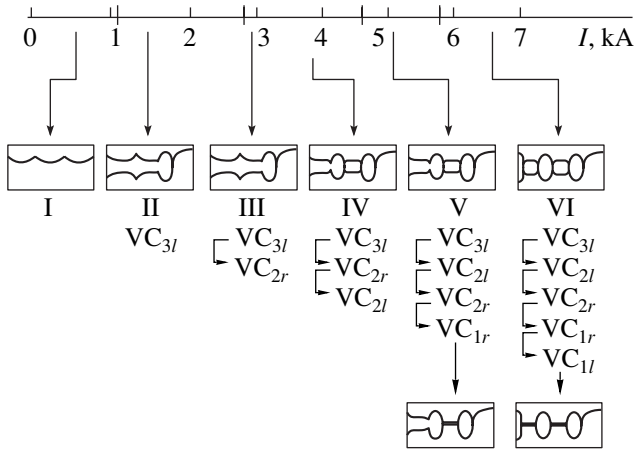 0 1 2 3 4 5 6 7 I, kA
I II III IV V VI
VC3l VC3l VC3l VC3l VC3l
VC2r VC2r VC2l VC2l
VC2l VC2r VC2r
VC1r VC1r
VC1l